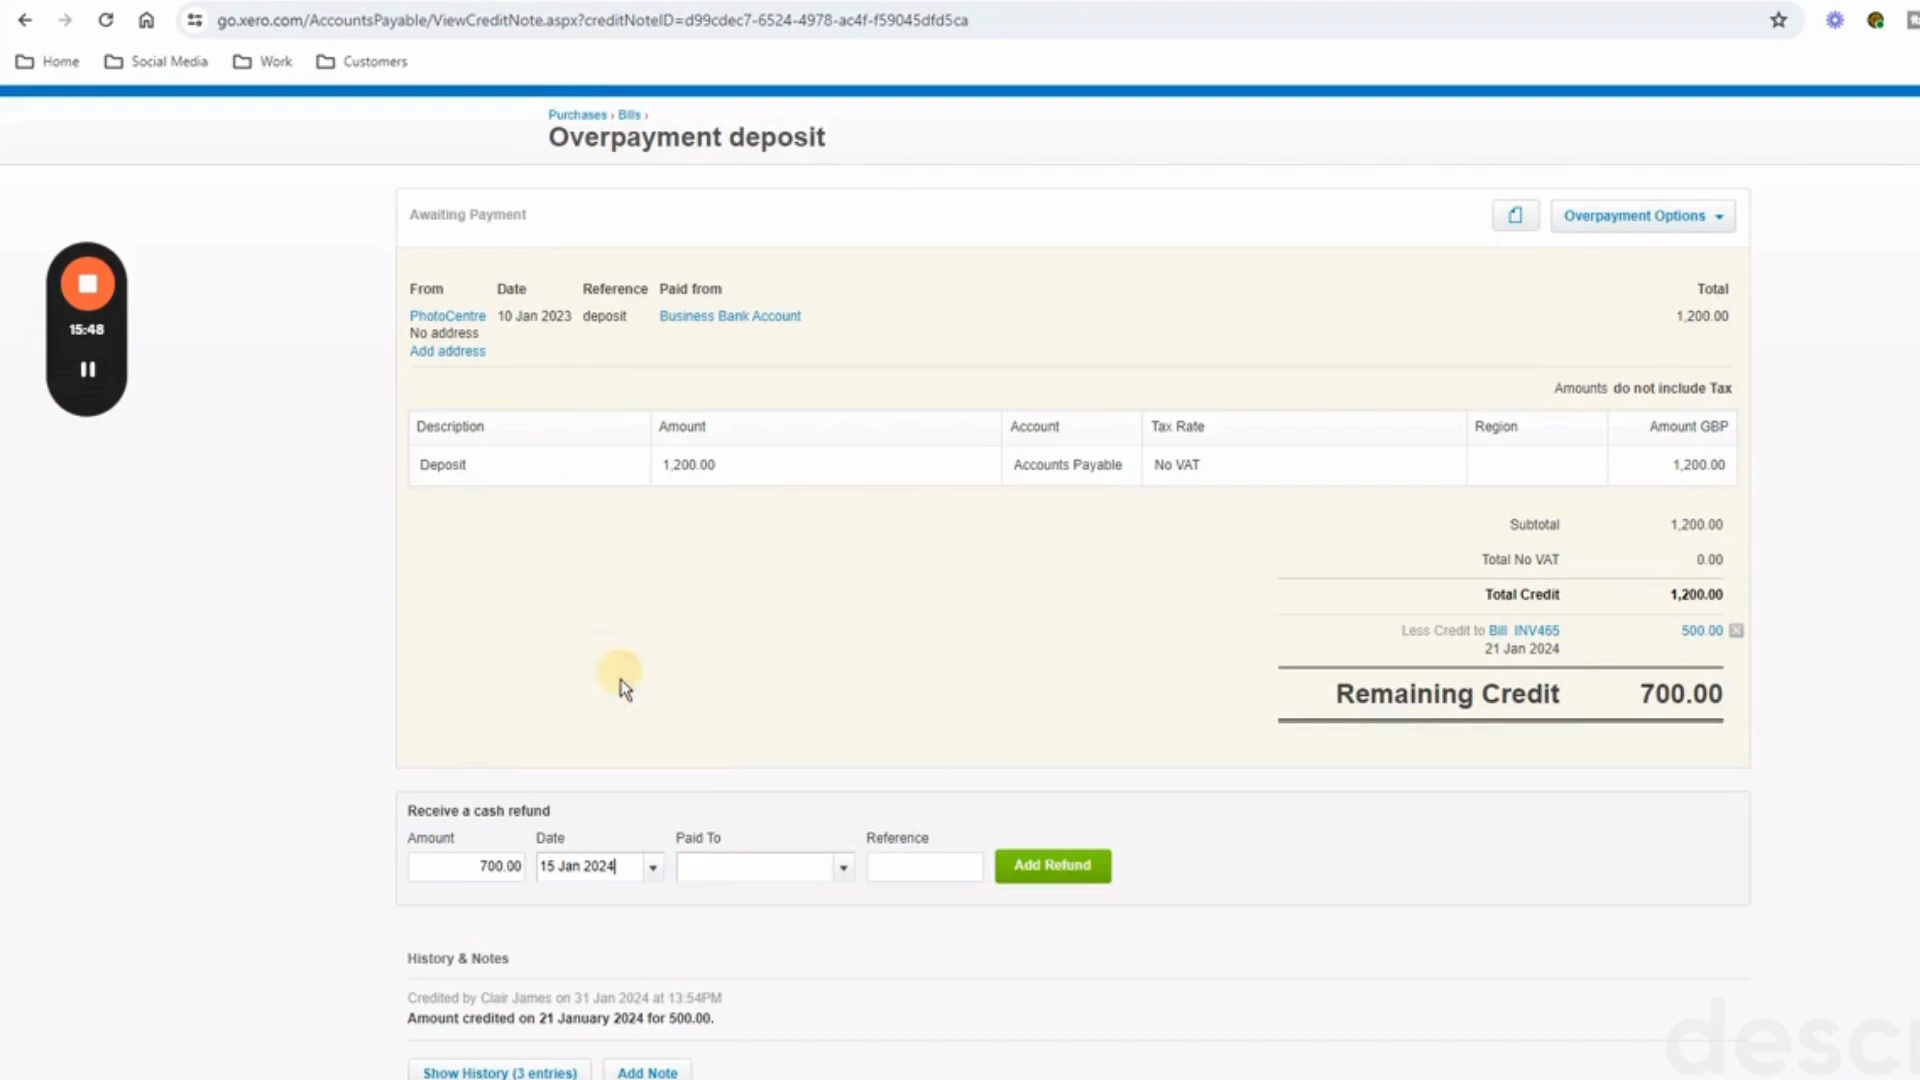 go.xero.com/AccountsPayable/ViewCreditNote.aspx?creditNoteID=d99cdec7-6524-4978-ac4f-f59045dfd5ca
Home Social Media Work Customers
Purchases › Bills ›
Overpayment deposit
Awaiting Payment
Overpayment Options
From Date Reference Paid from Total
PhotoCentre 10 Jan 2023 deposit Business Bank Account 1,200.00
No address
Add address
15:48
Amounts do not include Tax
Description Amount Account Tax Rate Region Amount GBP
Deposit 1,200.00 Accounts Payable No VAT 1,200.00
Subtotal 1,200.00
Total No VAT 0.00
Total Credit 1,200.00
Less Credit to Bill INV465 500.00
21 Jan 2024
Remaining Credit 700.00
Receive a cash refund
Amount Date Paid To Reference
700.00 15 Jan 2024 Add Refund
History & Notes
Credited by Clair James on 31 Jan 2024 at 13:54PM
Amount credited on 21 January 2024 for 500.00.
Show History (3 entries) Add Note
descr